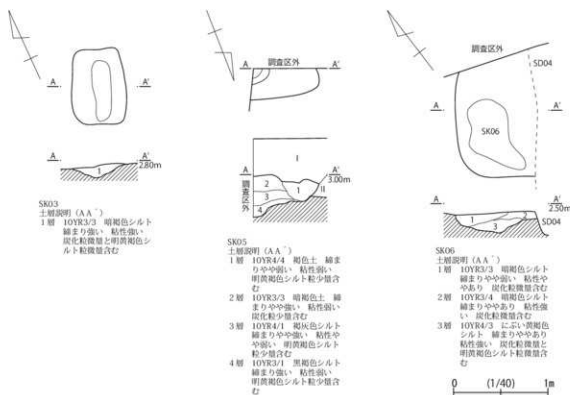 A
A'
A
A'
2.80m
1
SK03
土層説明（AA´）
1層 10YR3/3 暗褐色シルト
締まり強い 粘性強い
炭化粒微量と明黄褐色シ
ルト粒微量含む
A
調査区外
A'
A
A'
3.00m
I
調査区外
2
3
4
1
II
SK05
土層説明（AA´）
1層 10YR4/4 褐色土 締ま
りやや弱い 粘性弱い
明黄褐色シルト粒少量含
む
2層 10YR3/3 暗褐色土 締
まりやや強い 粘性弱い
炭化粒少量含む
3層 10YR4/1 褐灰色シルト
締まりやや強い 粘性や
や弱い 明黄褐色シルト
粒少量含む
4層 10YR3/1 黒褐色シルト
締まり強い 粘性弱い
明黄褐色シルト粒少量含
む
調査区外
SD04
A
A'
SK06
A
A'
2.50m
1
2
3
SD04
SK06
土層説明（AA´）
1層 10YR3/3 暗褐色シルト
締まりやや弱い 粘性や
やあり 炭化粒微量含む
2層 10YR3/4 暗褐色シルト
締まりややあり 粘性強
い 炭化粒微量含む
3層 10YR4/3 にぶい黄褐色
シルト 締まりややあり
粘性強い 炭化粒微量と
明黄褐色シルト粒微量含
む
0 (1/40) 1m